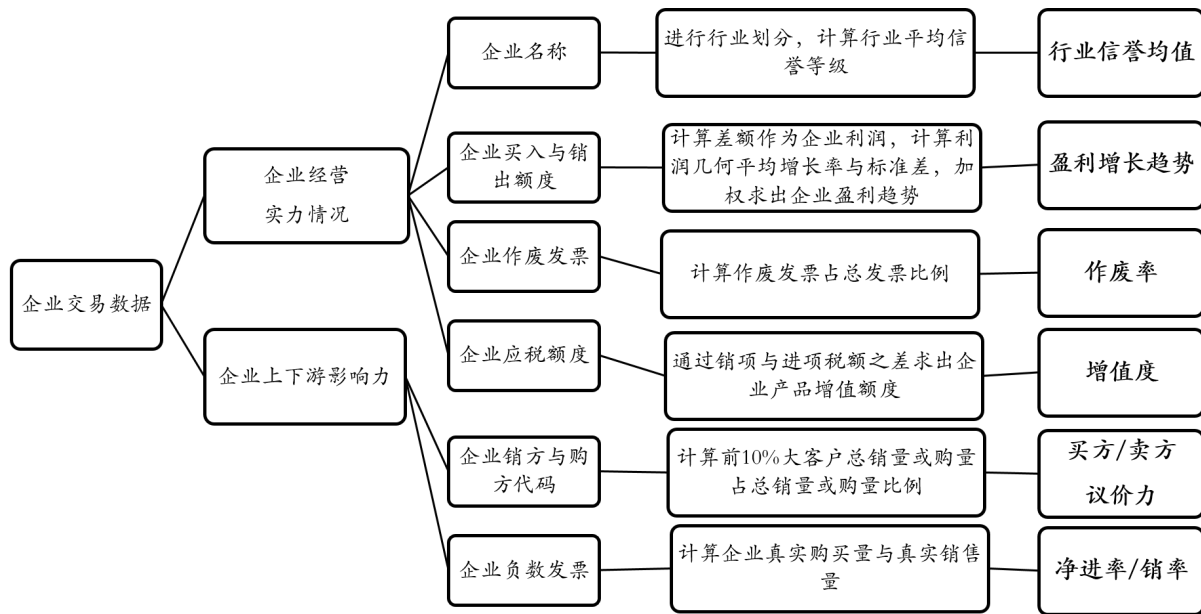 企业交易数据
企业经营
实力情况
企业上下游影响力
企业名称
进行行业划分，计算行业平均信
誉等级
行业信誉均值
企业买入与销
出额度
计算差额作为企业利润，计算利
润几何平均增长率与标准差，加
权求出企业盈利趋势
盈利增长趋势
企业作废发票
计算作废发票占总发票比例
作废率
企业应税额度
通过销项与进项税额之差求出企
业产品增值额度
增值度
企业销方与购
方代码
计算前10%大客户总销量或购量
占总销量或购量比例
买方/卖方
议价力
企业负数发票
计算企业真实购买量与真实销售
量
净进率/销率